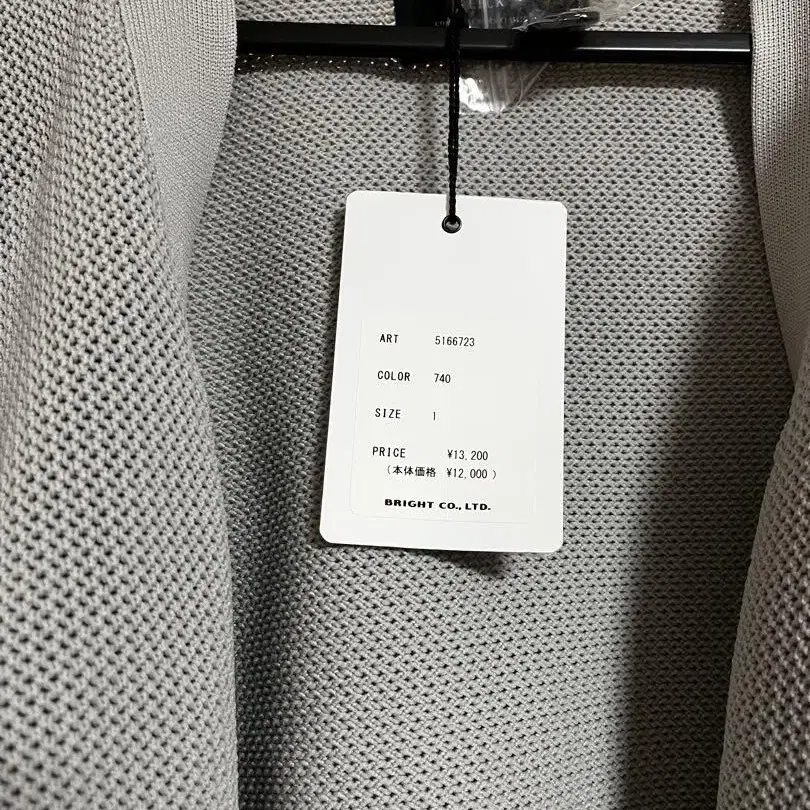 ART 5166723
COLOR 740
SIZE 1
PRICE ¥13,200
(本体価格 ¥12,000 )
BRIGHT CO., LTD.